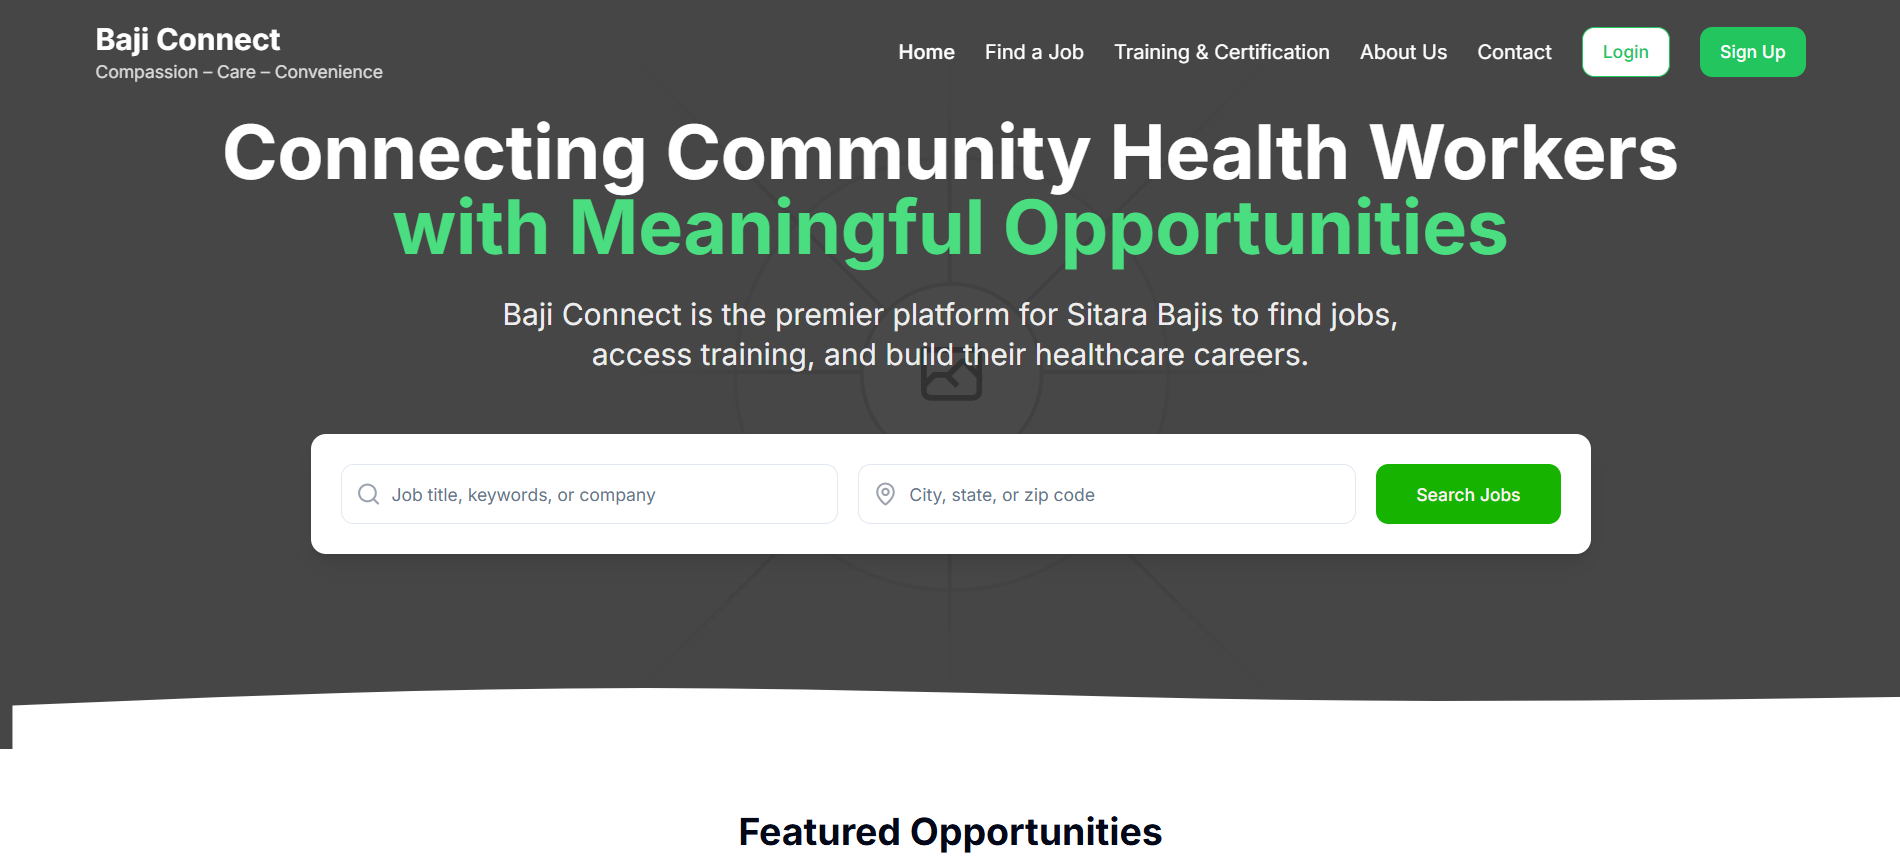 Baji Connect
Compassion – Care – Convenience
Home
Find a Job
Training & Certification
About Us
Contact
Login
Sign Up
Connecting Community Health Workers
with Meaningful Opportunities
Baji Connect is the premier platform for Sitara Bajis to find jobs,
access training, and build their healthcare careers.
Job title, keywords, or company
City, state, or zip code
Search Jobs
Featured Opportunities